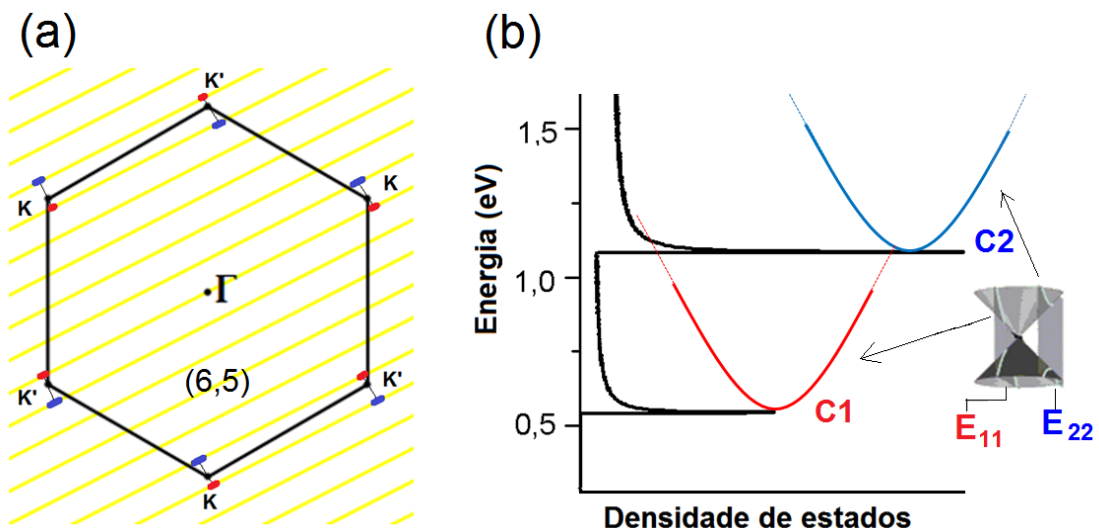 (a)
K'
K
K
Γ
(6,5)
K'
K'
K
(b)
Energia (eV)
1,5
1,0
0,5
C2
C1
E11
E22
Densidade de estados